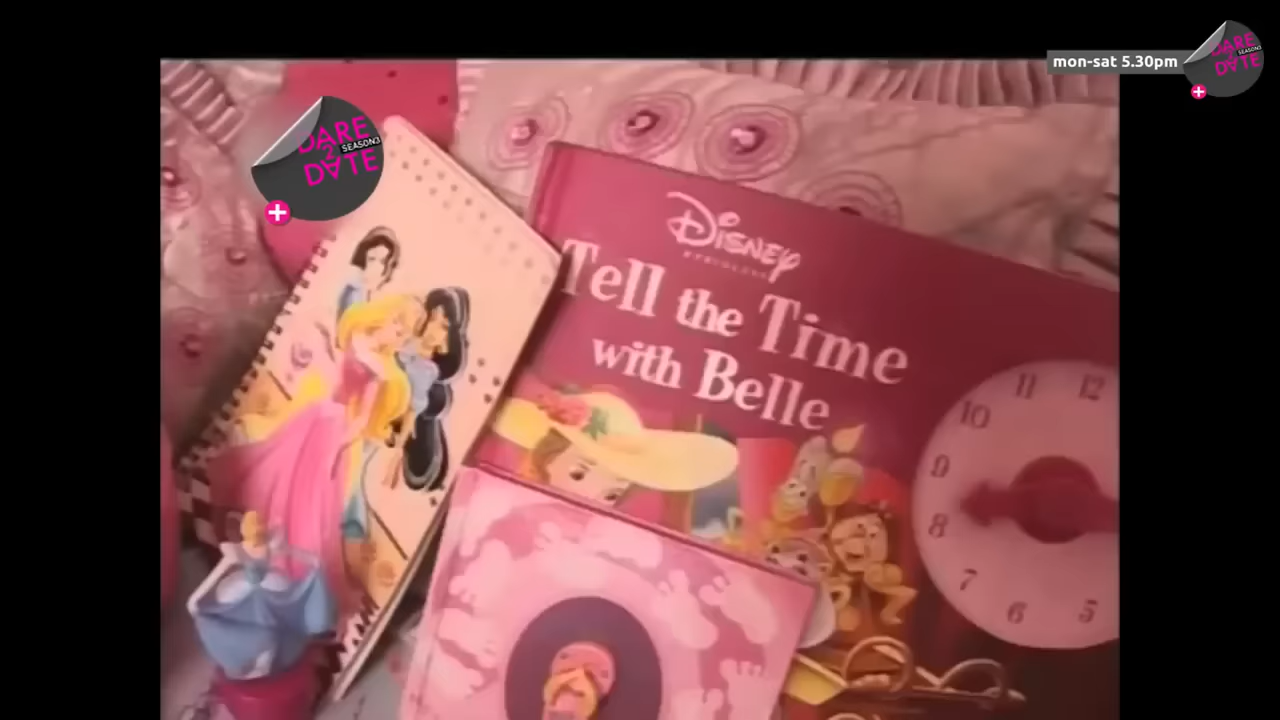 mon-sat 5.30pm
DARE
2 SEASON3
DATE
DARE
2 SEASON3
DATE
Disney
PRINCESS
Tell the Time
with Belle
11 12
10
9
8
7
6 5